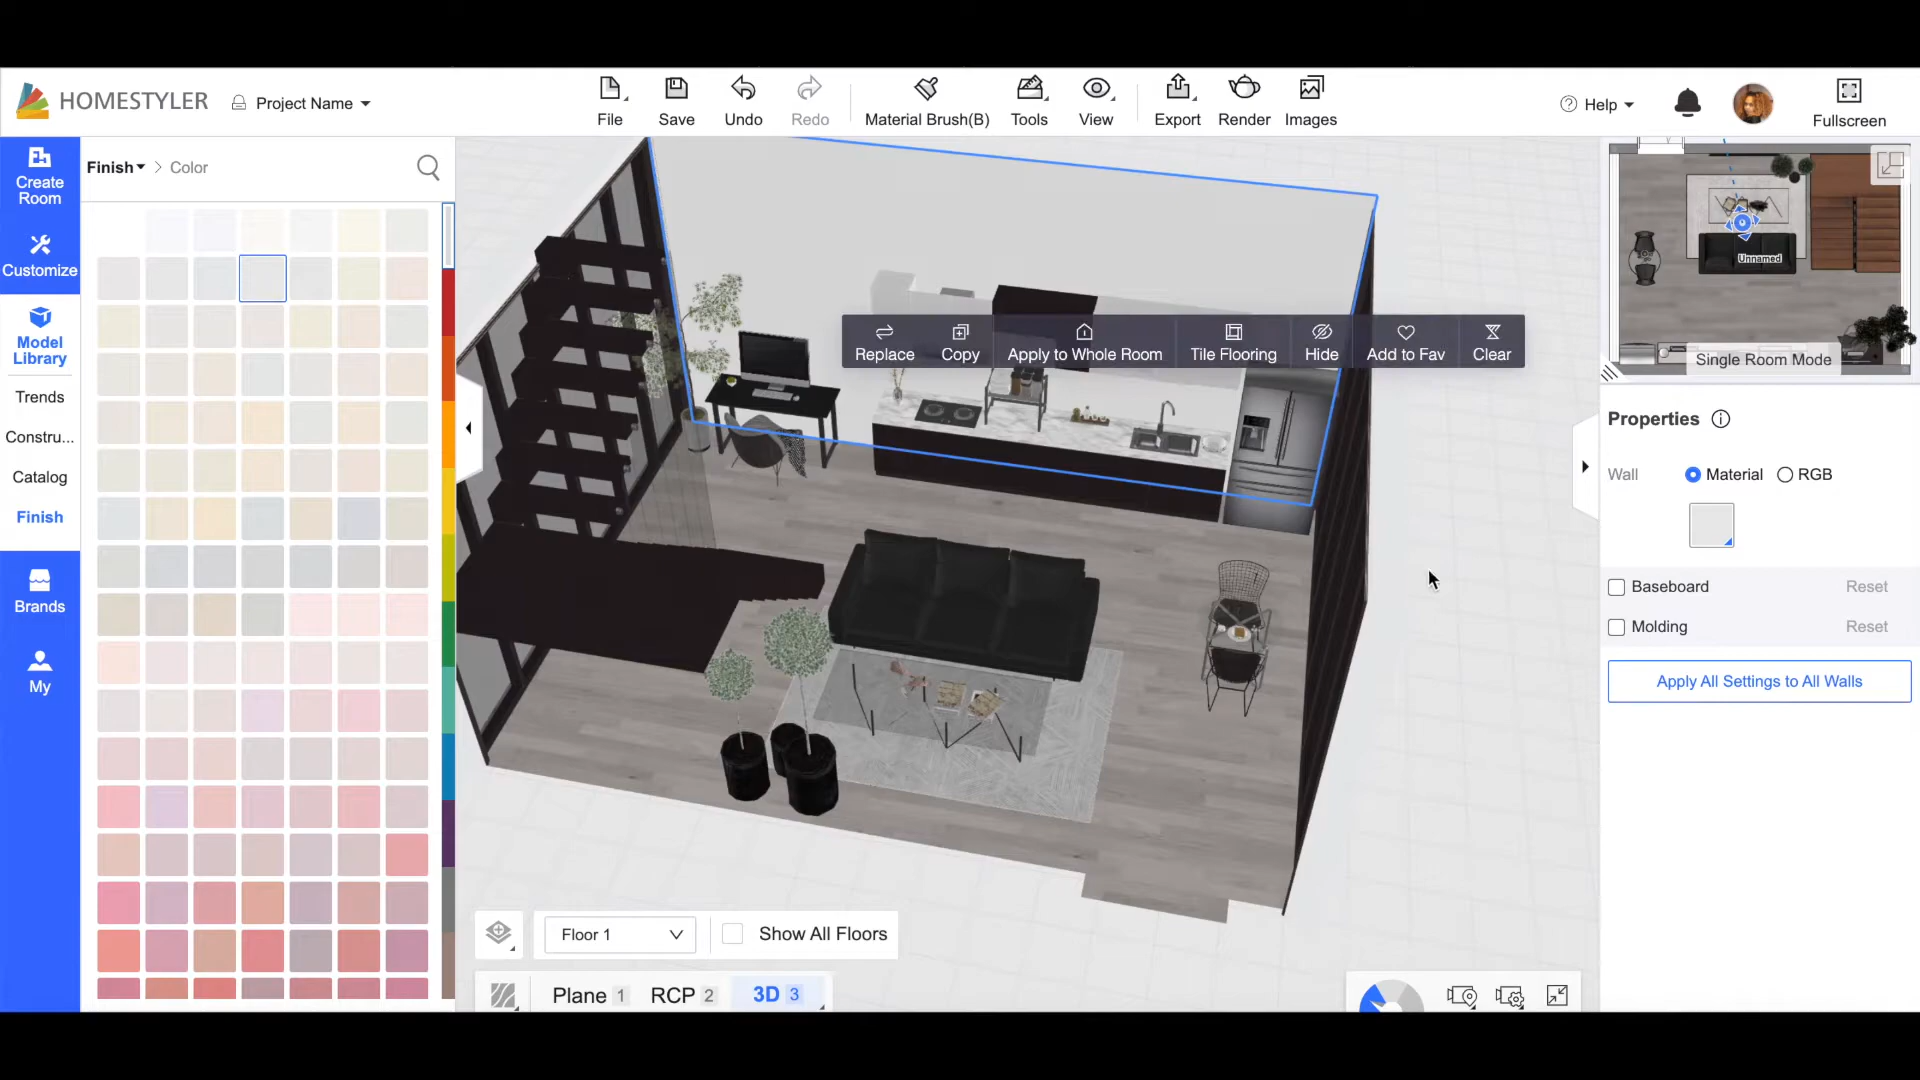 HOMESTYLER
Project Name
File
Save
Undo
Redo
Material Brush(B)
Tools
View
Export
Render
Images
Help
Fullscreen
Create
Room
Customize
Model
Library
Trends
Constru...
Catalog
Finish
Brands
My
Finish
Color
Replace
Copy
Apply to Whole Room
Tile Flooring
Hide
Add to Fav
Clear
Unnamed
Single Room Mode
Properties
Wall
Material
RGB
Baseboard
Reset
Molding
Reset
Apply All Settings to All Walls
Floor 1
Show All Floors
Plane 1
RCP 2
3D 3